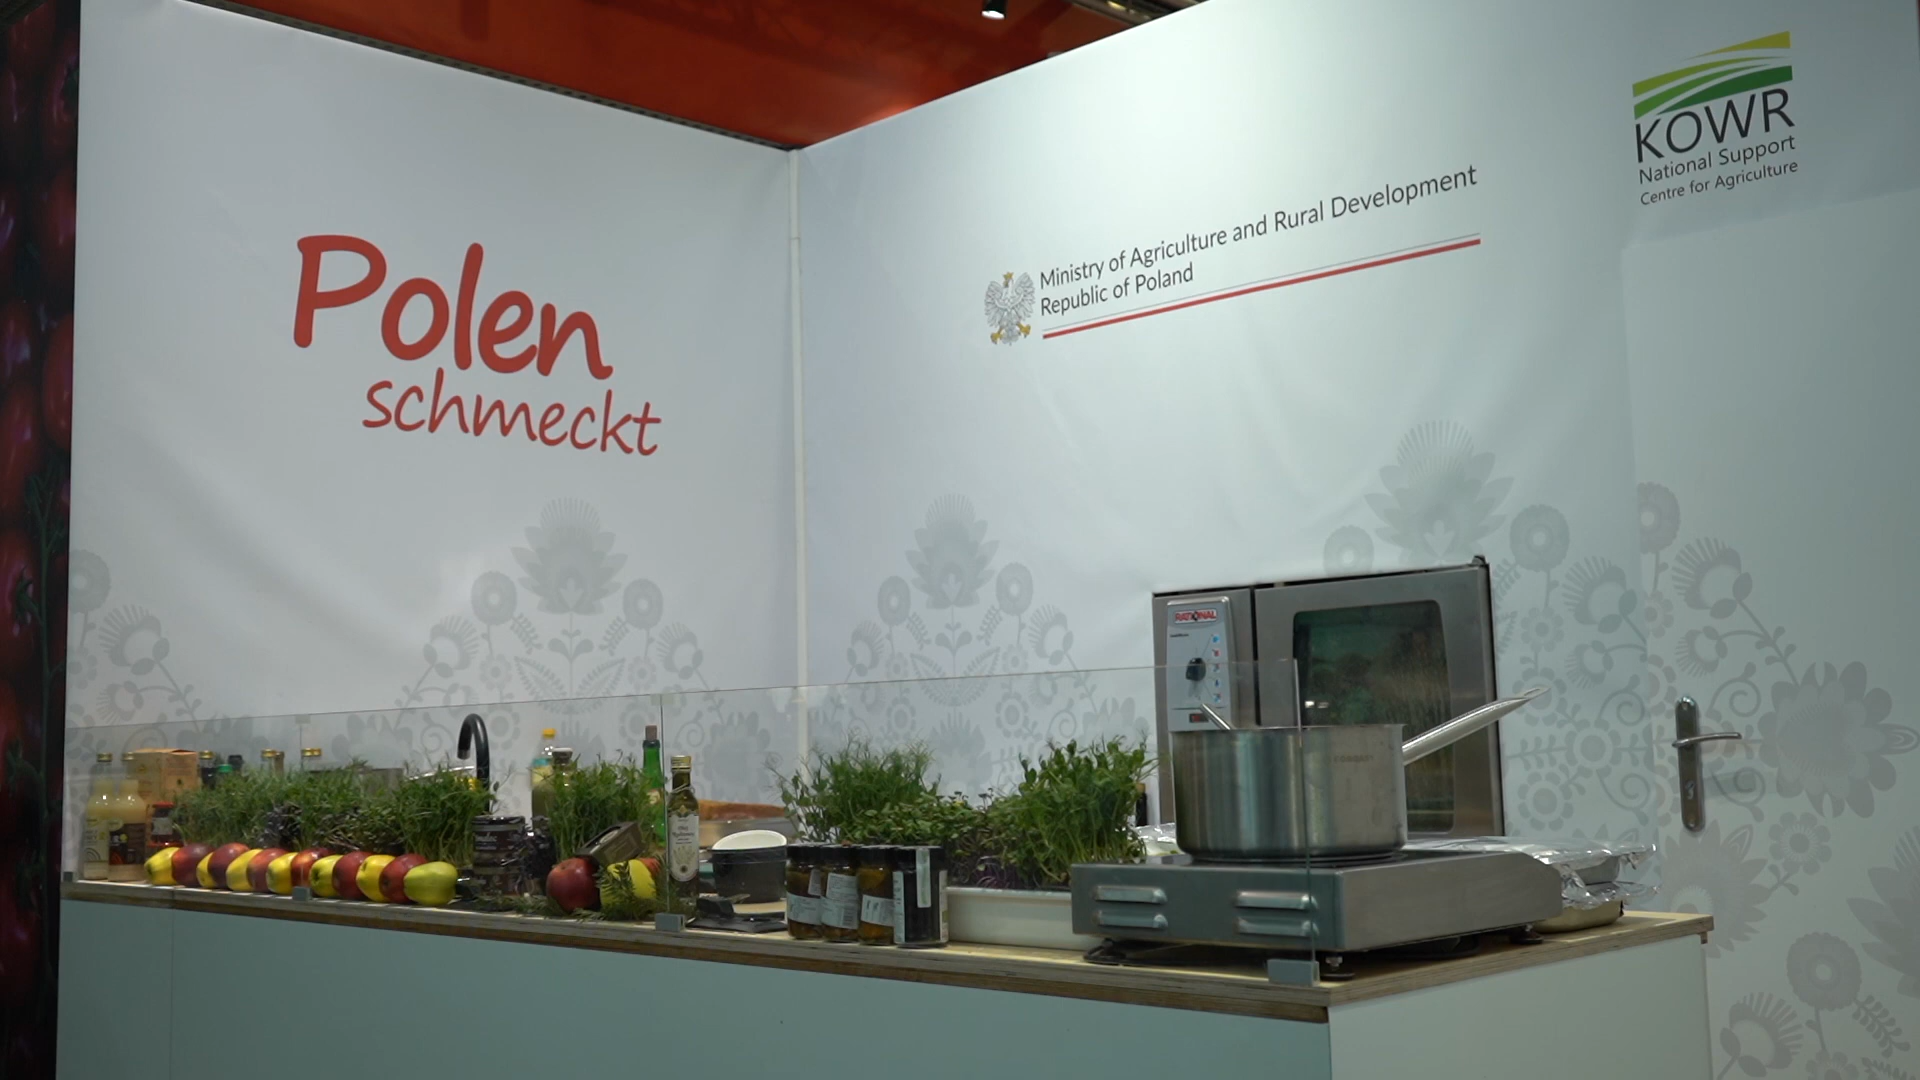 Polen
schmeckt
Ministry of Agriculture and Rural Development
Republic of Poland
KOWR
National Support
Centre for Agriculture
RATIONAL